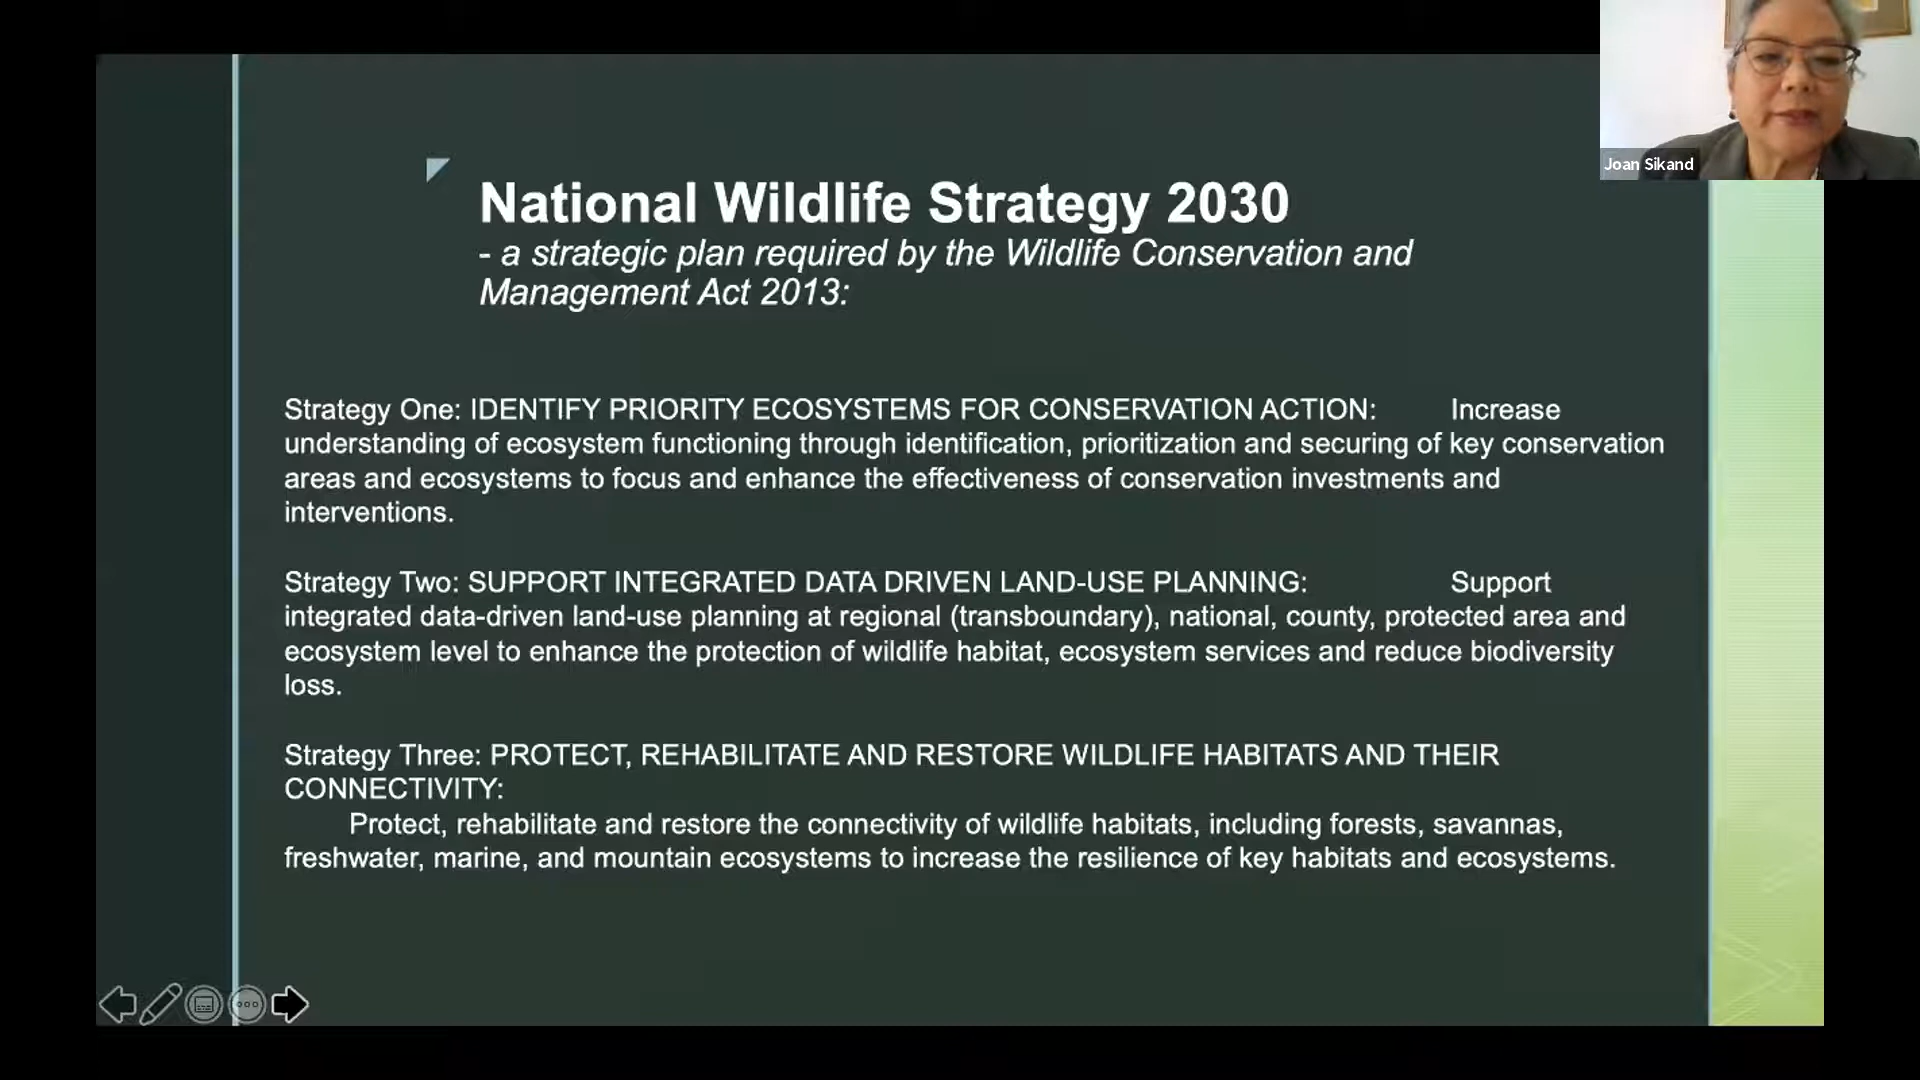 Joan Sikand
National Wildlife Strategy 2030
- a strategic plan required by the Wildlife Conservation and
Management Act 2013:
Strategy One: IDENTIFY PRIORITY ECOSYSTEMS FOR CONSERVATION ACTION: Increase
understanding of ecosystem functioning through identification, prioritization and securing of key conservation
areas and ecosystems to focus and enhance the effectiveness of conservation investments and
interventions.
Strategy Two: SUPPORT INTEGRATED DATA DRIVEN LAND-USE PLANNING: Support
integrated data-driven land-use planning at regional (transboundary), national, county, protected area and
ecosystem level to enhance the protection of wildlife habitat, ecosystem services and reduce biodiversity
loss.
Strategy Three: PROTECT, REHABILITATE AND RESTORE WILDLIFE HABITATS AND THEIR
CONNECTIVITY:
Protect, rehabilitate and restore the connectivity of wildlife habitats, including forests, savannas,
freshwater, marine, and mountain ecosystems to increase the resilience of key habitats and ecosystems.